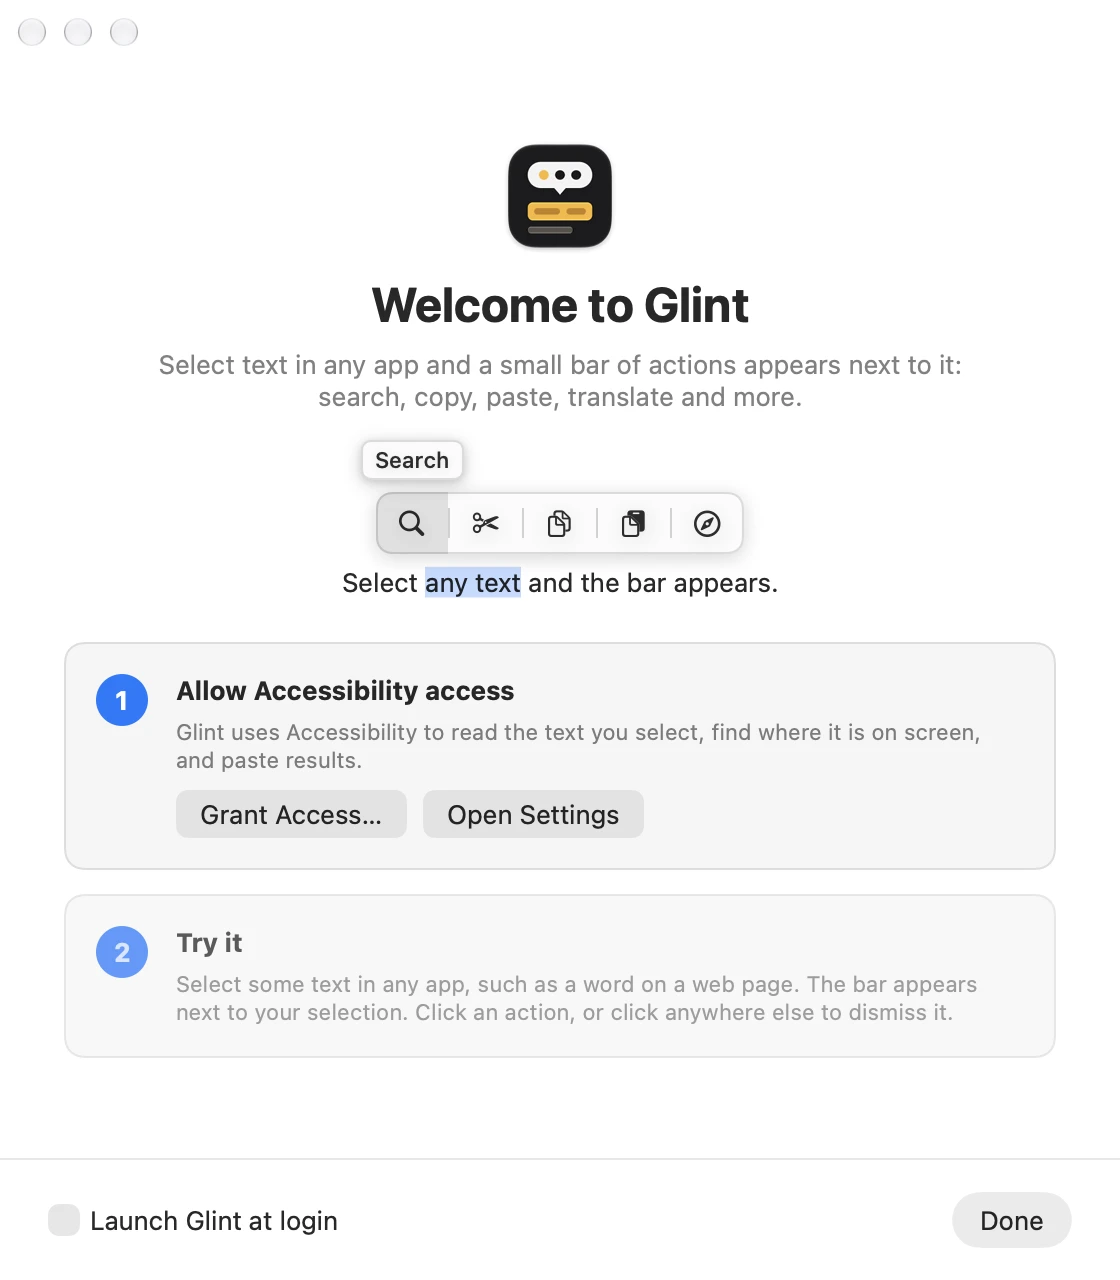 Welcome to Glint
Select text in any app and a small bar of actions appears next to it:
search, copy, paste, translate and more.
Search
Select any text and the bar appears.
1
Allow Accessibility access
Glint uses Accessibility to read the text you select, find where it is on screen,
and paste results.
Grant Access... Open Settings
2
Try it
Select some text in any app, such as a word on a web page. The bar appears
next to your selection. Click an action, or click anywhere else to dismiss it.
Launch Glint at login
Done